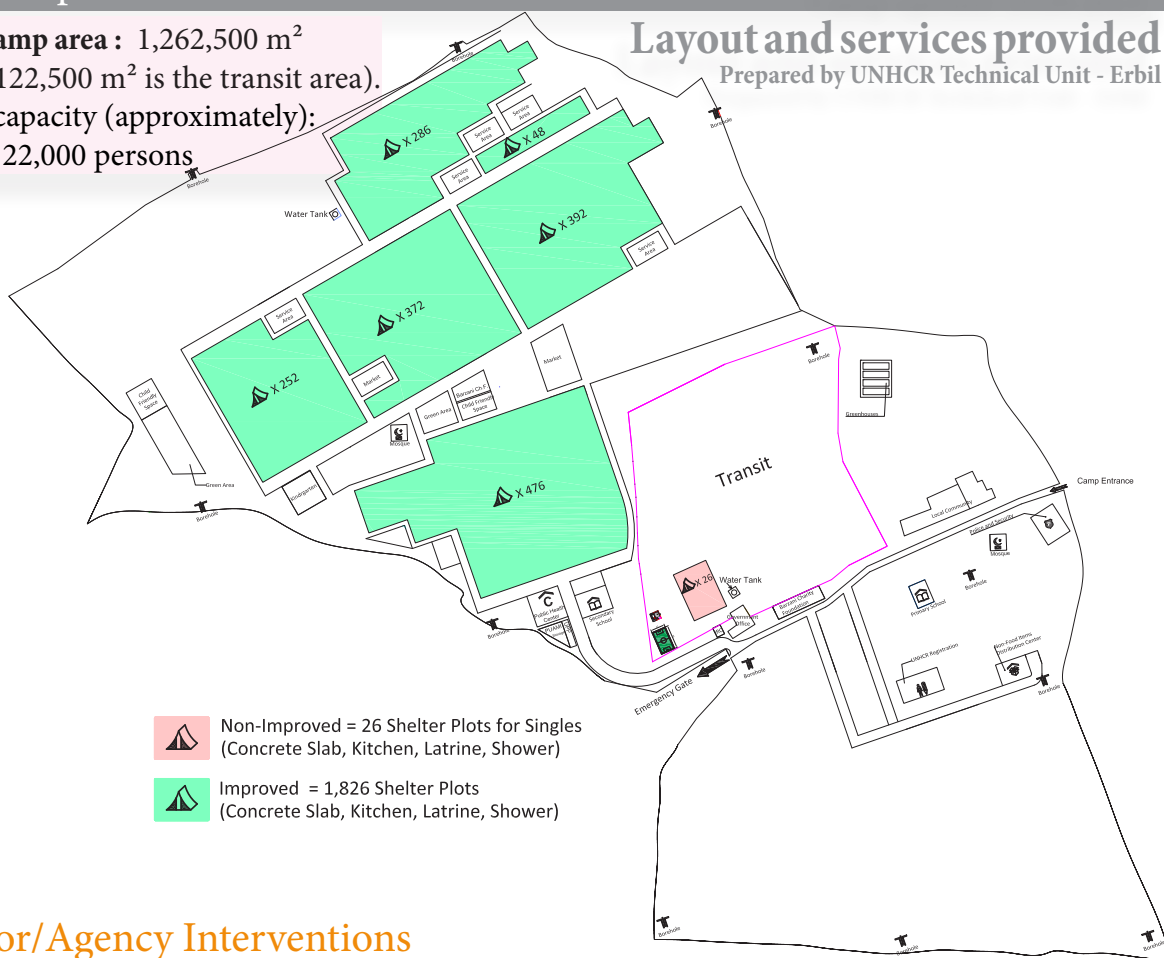 amp area : 1,262,500 m²
122,500 m² is the transit area).
capacity (approximately):
22,000 persons
Layout and services provided
Prepared by UNHCR Technical Unit - Erbil
Borehole
Borehole
Borehole
X 286
Service
Area
Service
Area
X 48
Service
Area
Water Tank
X 392
Service
Area
X 372
Service
Area
X 252
Market
Market
Child
Friendly
Space
Green Area
Borehole
Kindergarten
Mosque
Green Area
Barzani Ch.F
Child Friendly
Space
X 476
Transit
Borehole
Greenhouses
Camp Entrance
Local Community
Police and Security
Mosque
Borehole
Primary School
UNHCR Registration
Non-Food Items
Distribution Center
Borehole
X 26
Water Tank
Government
Office
Barzani Charity
Foundation
Public Health
Center
PU-AMI
Secondary
School
Borehole
Emergency Gate
Borehole
Non-Improved = 26 Shelter Plots for Singles
(Concrete Slab, Kitchen, Latrine, Shower)
Improved = 1,826 Shelter Plots
(Concrete Slab, Kitchen, Latrine, Shower)
Borehole
Borehole
Borehole
or/Agency Interventions